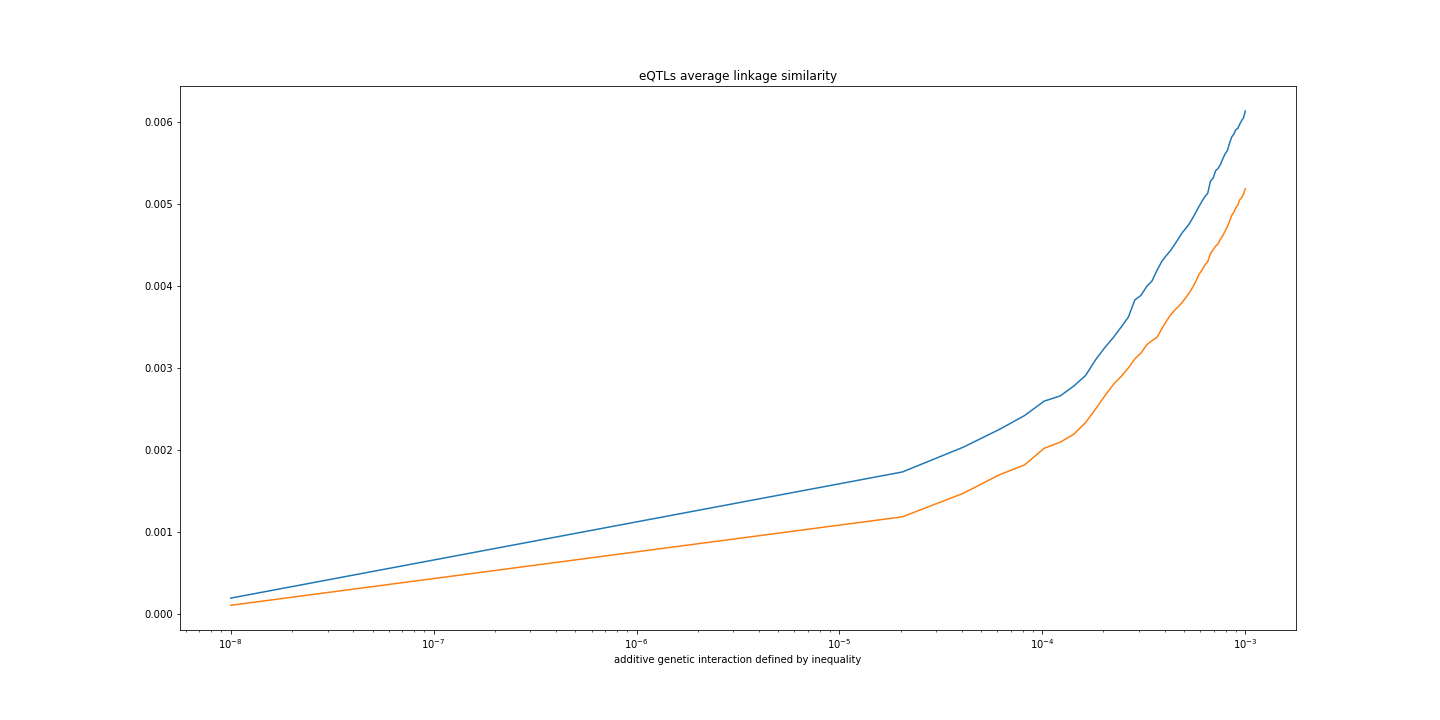 eQTLs average linkage similarity
0.006
0.005
0.004
0.003
0.002
0.001
0.000
10⁻⁸ 10⁻⁷ 10⁻⁶ 10⁻⁵ 10⁻⁴ 10⁻³
additive genetic interaction defined by inequality